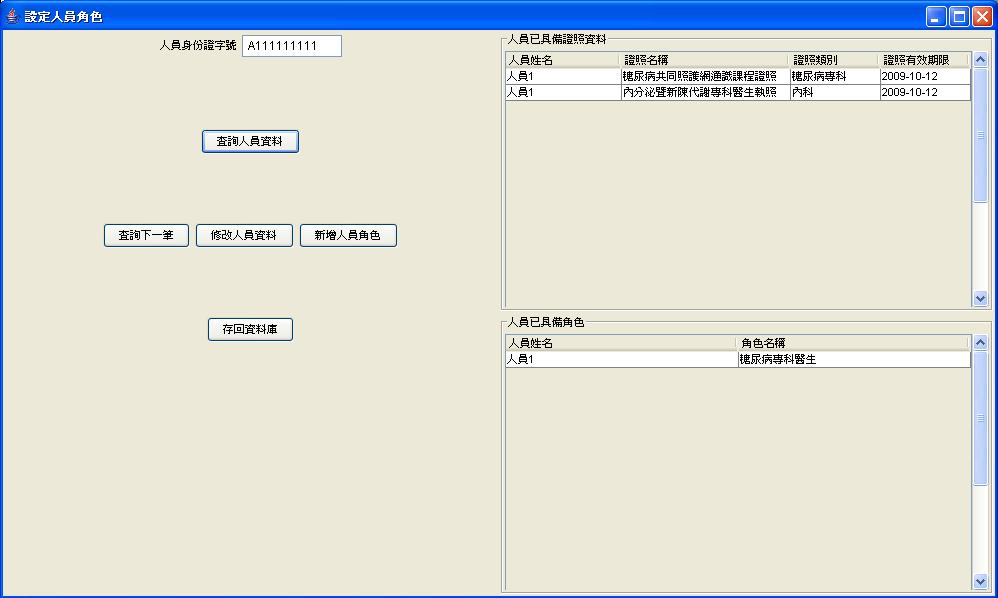 設定人員角色
人員身份證字號 A111111111
查詢人員資料
查詢下一筆 修改人員資料 新增人員角色
存回資料庫
人員已具備證照資料
人員姓名 證照名稱 證照類別 證照有效期限
人員1 糖尿病共同照護網通識課程證照 糖尿病專科 2009-10-12
人員1 內分泌暨新陳代謝專科醫生執照 內科 2009-10-12
人員已具備角色
人員姓名 角色名稱
人員1 糖尿病專科醫生